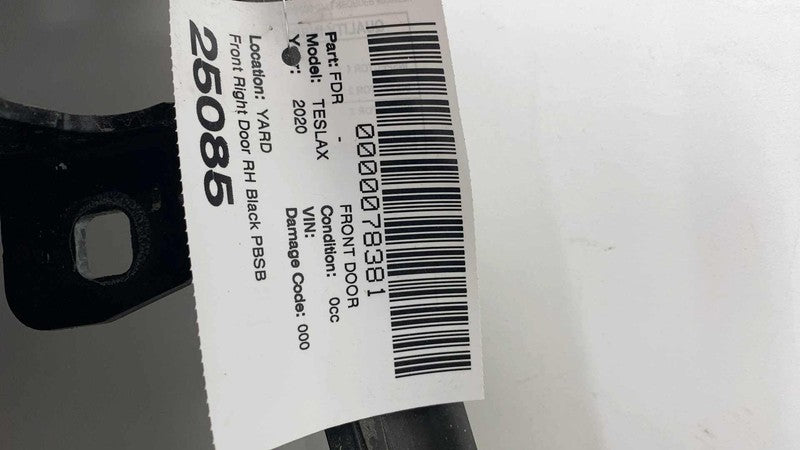 0000078381
Part: FDR - FRONT DOOR
Model: TESLAX Condition: 0cc
Year: 2020 VIN:
Damage Code: 000
25085
Location: YARD
Front Right Door RH Black PBSB